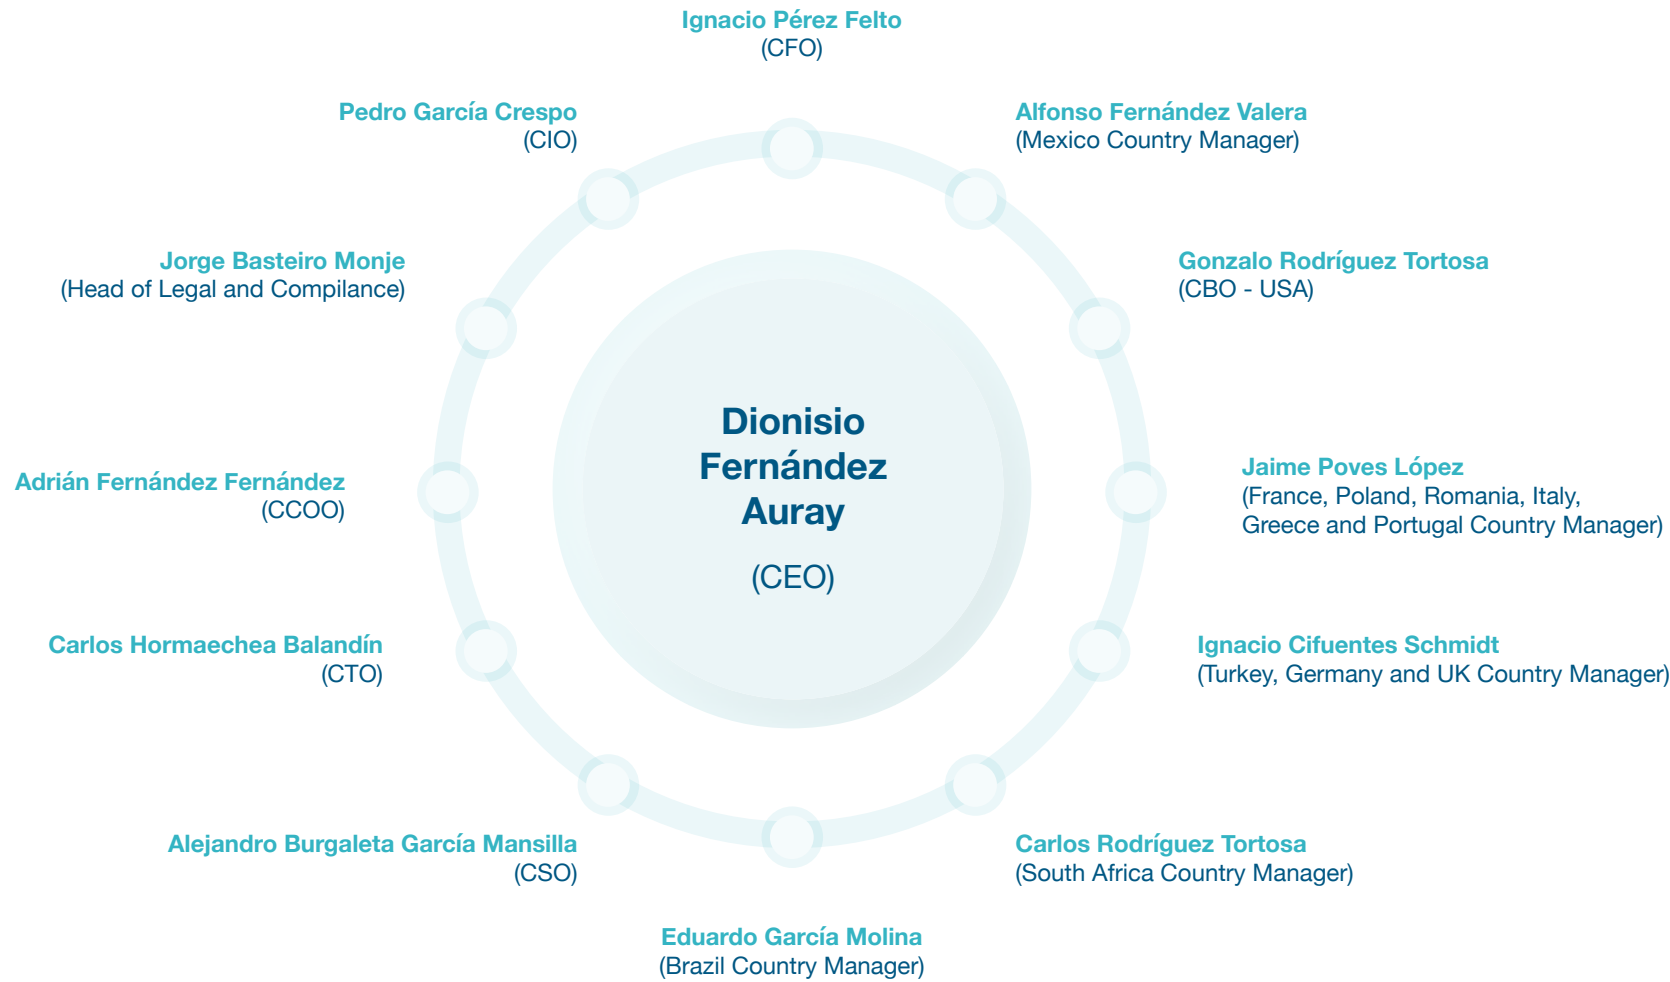 Ignacio Pérez Felto
(CFO)
Pedro García Crespo
(CIO)
Alfonso Fernández Valera
(Mexico Country Manager)
Jorge Basteiro Monje
(Head of Legal and Compilance)
Gonzalo Rodríguez Tortosa
(CBO - USA)
Dionisio
Fernández
Auray
(CEO)
Adrián Fernández Fernández
(CCOO)
Jaime Poves López
(France, Poland, Romania, Italy,
Greece and Portugal Country Manager)
Carlos Hormaechea Balandín
(CTO)
Ignacio Cifuentes Schmidt
(Turkey, Germany and UK Country Manager)
Alejandro Burgaleta García Mansilla
(CSO)
Carlos Rodríguez Tortosa
(South Africa Country Manager)
Eduardo García Molina
(Brazil Country Manager)